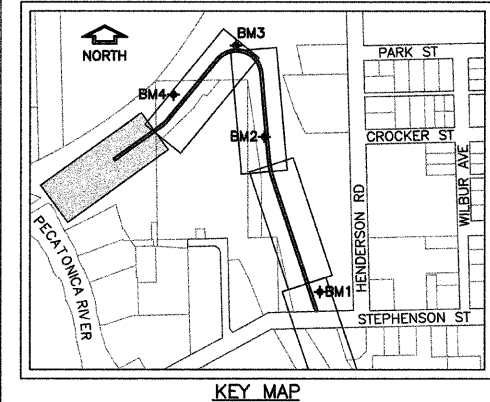 BM3
NORTH
PARK ST
BM4
BM2
CROCKER ST
WILBUR AVE
HENDERSON RD
PECATONICA RIVER
BM1
STEPHENSON ST
KEY MAP